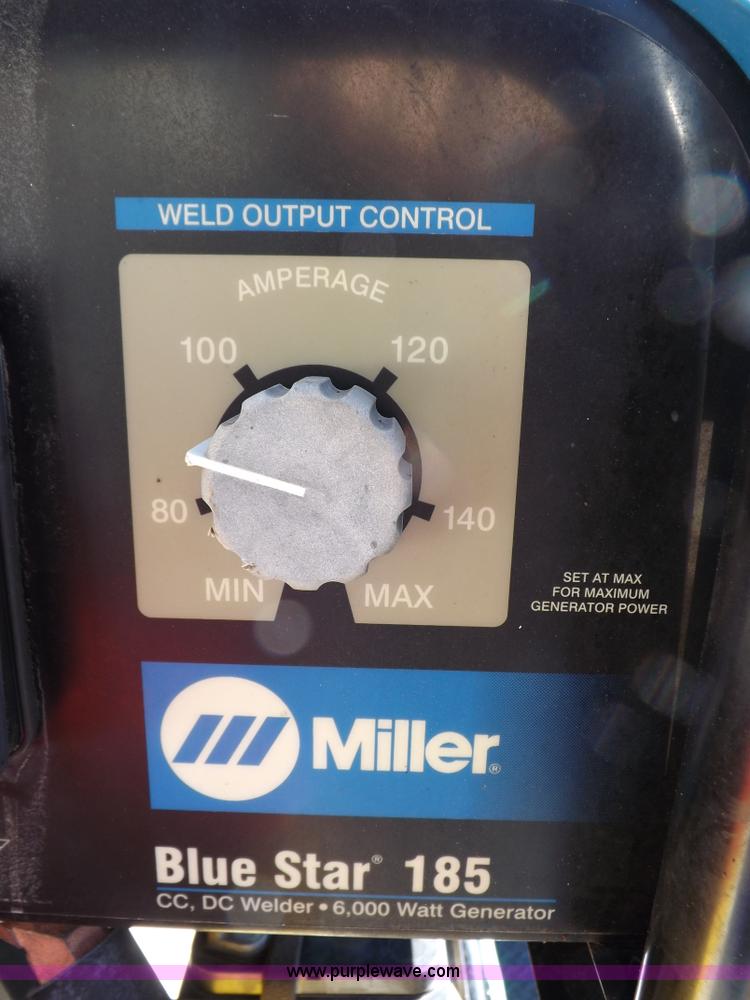 WELD OUTPUT CONTROL
AMPERAGE
100 120
80 140
MIN MAX
SET AT MAX
FOR MAXIMUM
GENERATOR POWER
Miller®
Blue Star® 185
CC, DC Welder • 6,000 Watt Generator
www.purplewave.com